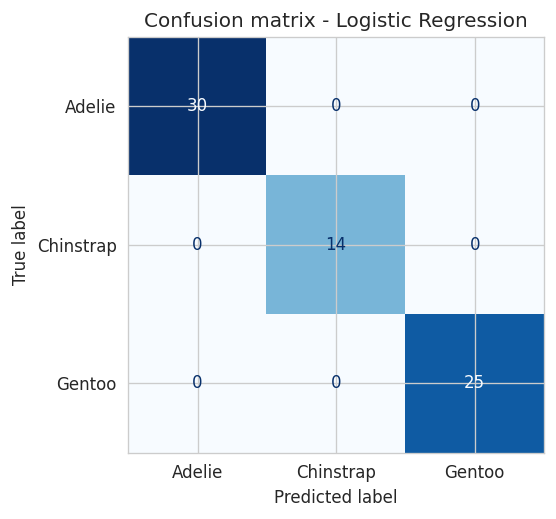 Confusion matrix - Logistic Regression
True label
Adelie 30 0 0
Chinstrap 0 14 0
Gentoo 0 0 25
Adelie Chinstrap Gentoo
Predicted label